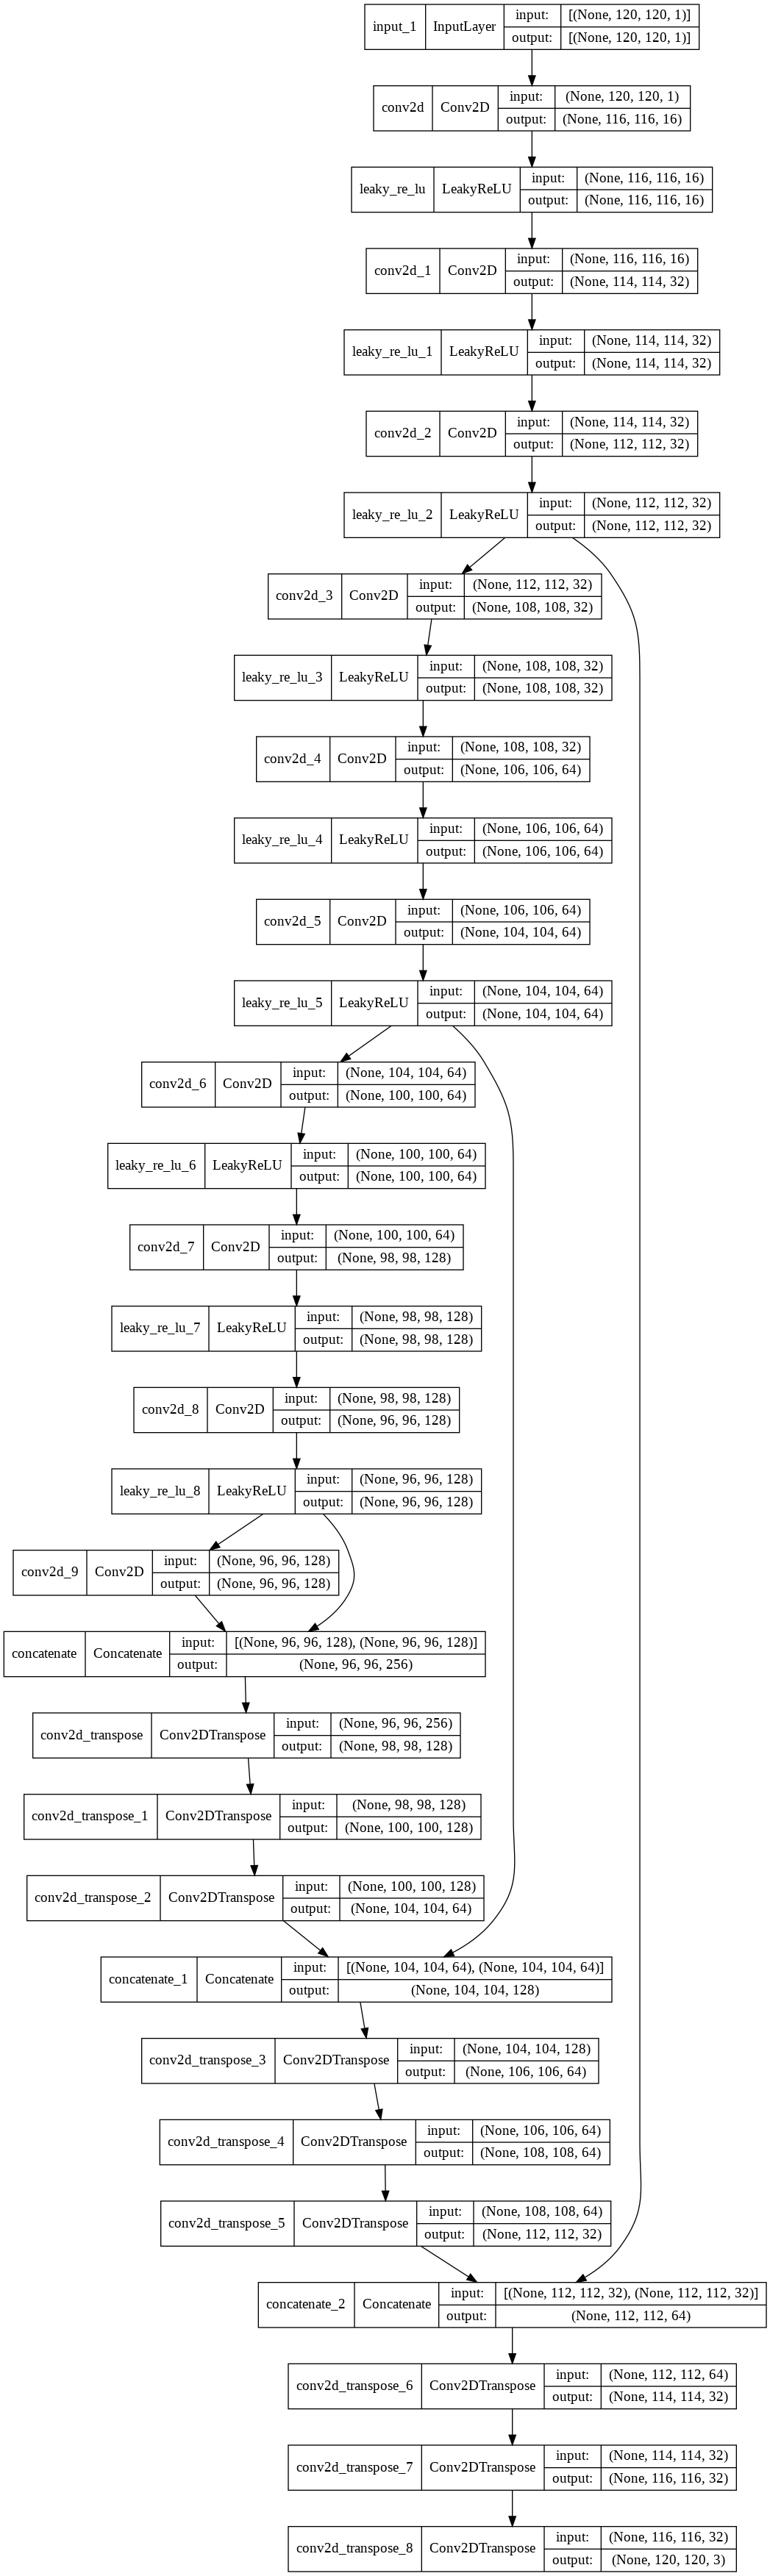 input_1 InputLayer input: [(None, 120, 120, 1)]
output: [(None, 120, 120, 1)]
conv2d Conv2D input: (None, 120, 120, 1)
output: (None, 116, 116, 16)
leaky_re_lu LeakyReLU input: (None, 116, 116, 16)
output: (None, 116, 116, 16)
conv2d_1 Conv2D input: (None, 116, 116, 16)
output: (None, 114, 114, 32)
leaky_re_lu_1 LeakyReLU input: (None, 114, 114, 32)
output: (None, 114, 114, 32)
conv2d_2 Conv2D input: (None, 114, 114, 32)
output: (None, 112, 112, 32)
leaky_re_lu_2 LeakyReLU input: (None, 112, 112, 32)
output: (None, 112, 112, 32)
conv2d_3 Conv2D input: (None, 112, 112, 32)
output: (None, 108, 108, 32)
leaky_re_lu_3 LeakyReLU input: (None, 108, 108, 32)
output: (None, 108, 108, 32)
conv2d_4 Conv2D input: (None, 108, 108, 32)
output: (None, 106, 106, 64)
leaky_re_lu_4 LeakyReLU input: (None, 106, 106, 64)
output: (None, 106, 106, 64)
conv2d_5 Conv2D input: (None, 106, 106, 64)
output: (None, 104, 104, 64)
leaky_re_lu_5 LeakyReLU input: (None, 104, 104, 64)
output: (None, 104, 104, 64)
conv2d_6 Conv2D input: (None, 104, 104, 64)
output: (None, 100, 100, 64)
leaky_re_lu_6 LeakyReLU input: (None, 100, 100, 64)
output: (None, 100, 100, 64)
conv2d_7 Conv2D input: (None, 100, 100, 64)
output: (None, 98, 98, 128)
leaky_re_lu_7 LeakyReLU input: (None, 98, 98, 128)
output: (None, 98, 98, 128)
conv2d_8 Conv2D input: (None, 98, 98, 128)
output: (None, 96, 96, 128)
leaky_re_lu_8 LeakyReLU input: (None, 96, 96, 128)
output: (None, 96, 96, 128)
conv2d_9 Conv2D input: (None, 96, 96, 128)
output: (None, 96, 96, 128)
concatenate Concatenate input: [(None, 96, 96, 128), (None, 96, 96, 128)]
output: (None, 96, 96, 256)
conv2d_transpose Conv2DTranspose input: (None, 96, 96, 256)
output: (None, 98, 98, 128)
conv2d_transpose_1 Conv2DTranspose input: (None, 98, 98, 128)
output: (None, 100, 100, 128)
conv2d_transpose_2 Conv2DTranspose input: (None, 100, 100, 128)
output: (None, 104, 104, 64)
concatenate_1 Concatenate input: [(None, 104, 104, 64), (None, 104, 104, 64)]
output: (None, 104, 104, 128)
conv2d_transpose_3 Conv2DTranspose input: (None, 104, 104, 128)
output: (None, 106, 106, 64)
conv2d_transpose_4 Conv2DTranspose input: (None, 106, 106, 64)
output: (None, 108, 108, 64)
conv2d_transpose_5 Conv2DTranspose input: (None, 108, 108, 64)
output: (None, 112, 112, 32)
concatenate_2 Concatenate input: [(None, 112, 112, 32), (None, 112, 112, 32)]
output: (None, 112, 112, 64)
conv2d_transpose_6 Conv2DTranspose input: (None, 112, 112, 64)
output: (None, 114, 114, 32)
conv2d_transpose_7 Conv2DTranspose input: (None, 114, 114, 32)
output: (None, 116, 116, 32)
conv2d_transpose_8 Conv2DTranspose input: (None, 116, 116, 32)
output: (None, 120, 120, 3)